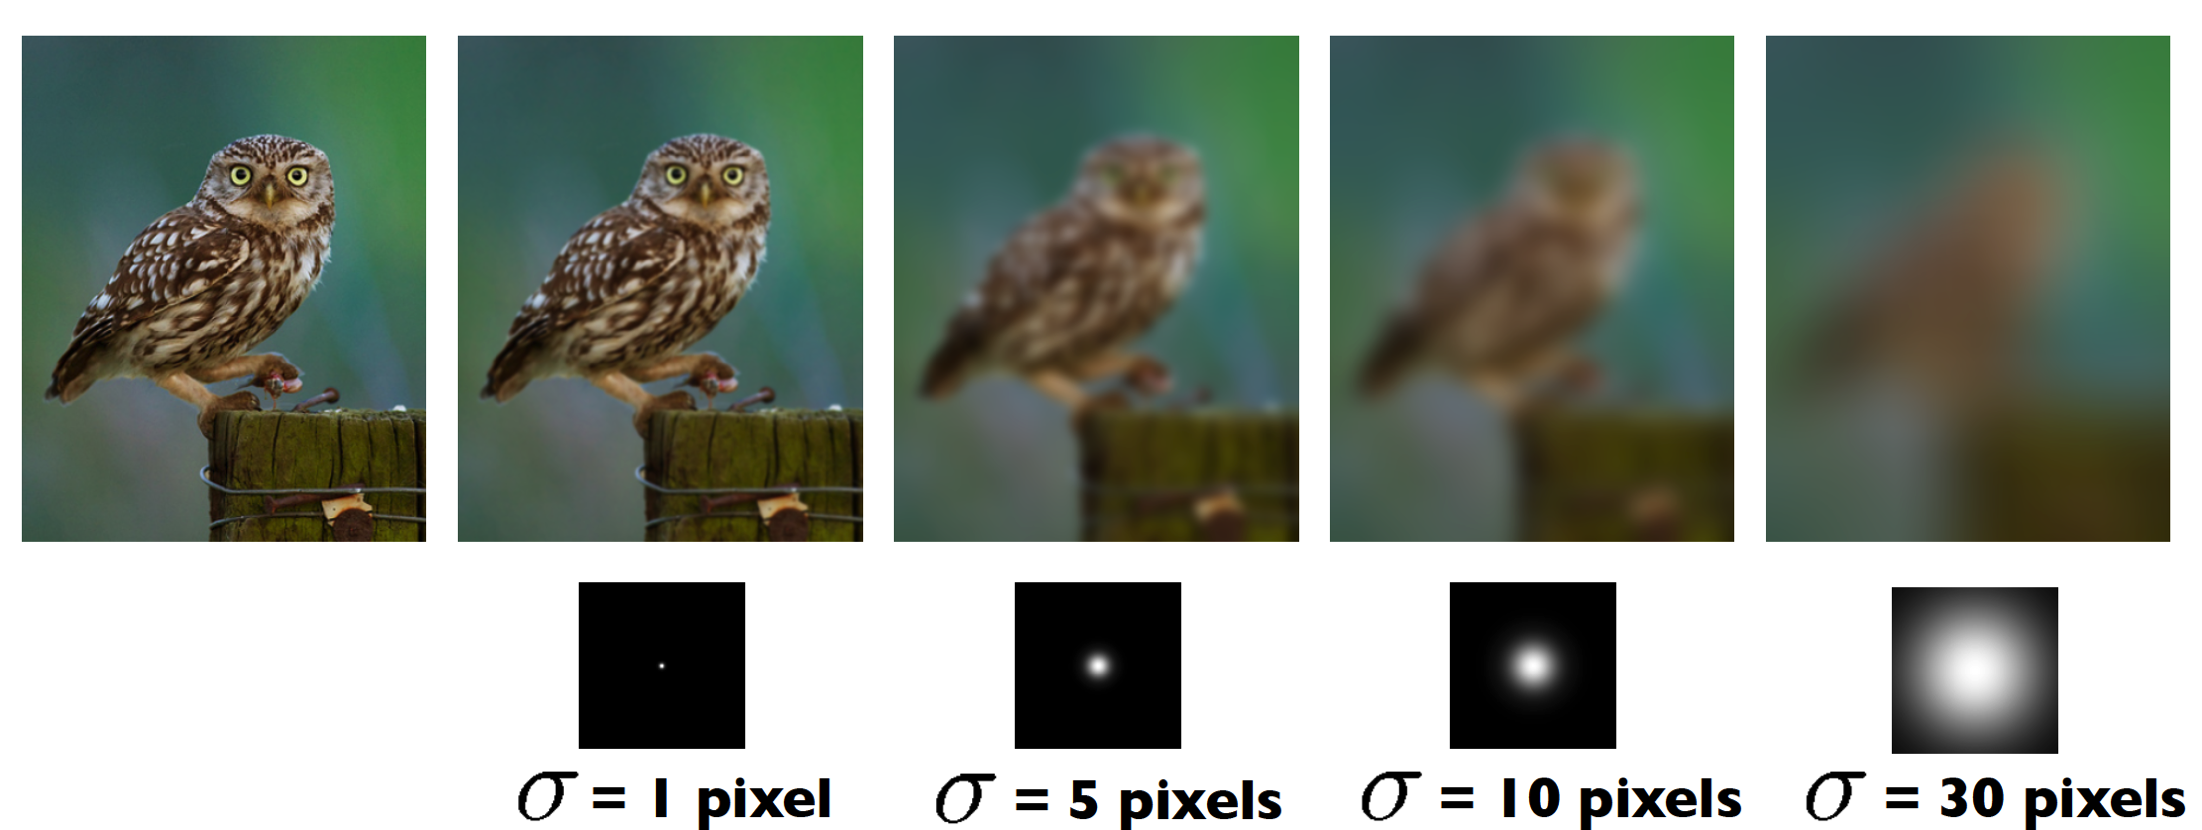 σ = 1 pixel
σ = 5 pixels
σ = 10 pixels
σ = 30 pixels